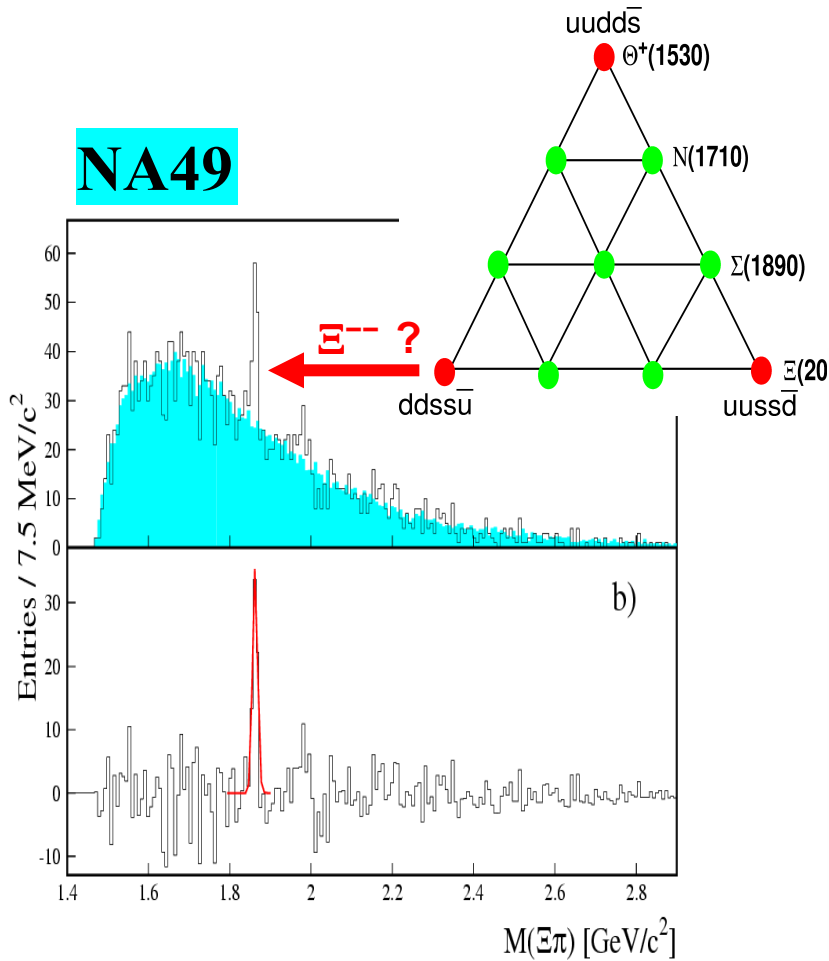 uudds̅
Θ⁺(1530)
NA49
N(1710)
Σ(1890)
Ξ⁻⁻ ?
Ξ(20
ddssu̅
uussd̅
60
50
40
30
20
10
0
b)
30
20
10
0
-10
1.4 1.6 1.8 2 2.2 2.4 2.6 2.8
Entries / 7.5 MeV/c²
M(Ξπ) [GeV/c²]